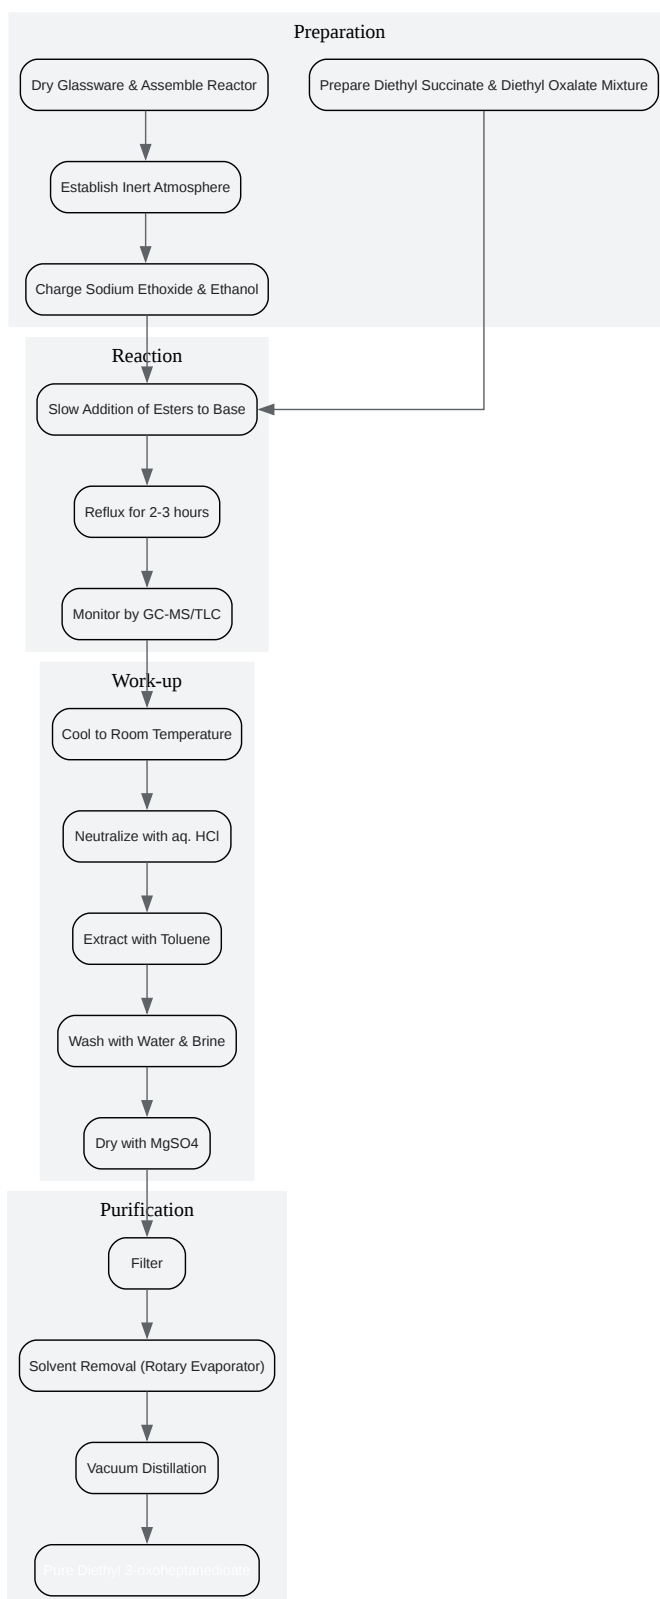 Preparation
Dry Glassware & Assemble Reactor
Prepare Diethyl Succinate & Diethyl Oxalate Mixture
Establish Inert Atmosphere
Charge Sodium Ethoxide & Ethanol
Reaction
Slow Addition of Esters to Base
Reflux for 2-3 hours
Monitor by GC-MS/TLC
Work-up
Cool to Room Temperature
Neutralize with aq. HCl
Extract with Toluene
Wash with Water & Brine
Dry with MgSO4
Purification
Filter
Solvent Removal (Rotary Evaporator)
Vacuum Distillation
Pure Diethyl 3-oxoheptanedioate